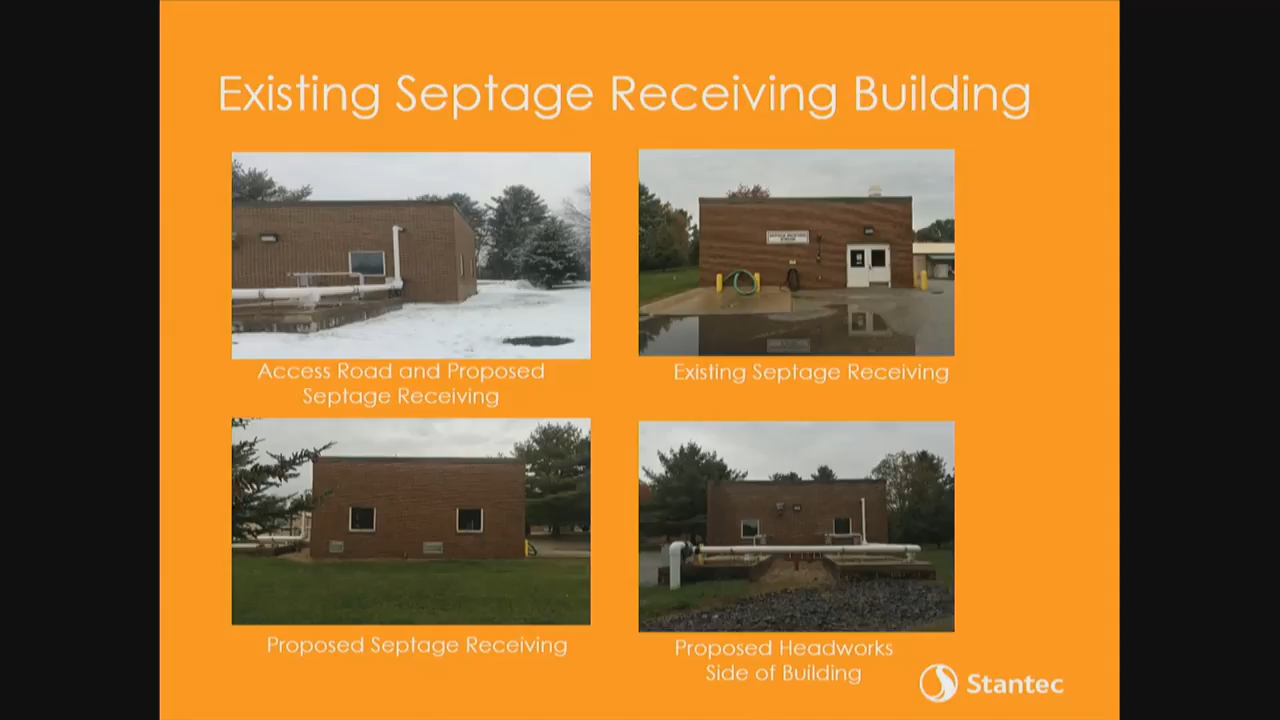 Existing Septage Receiving Building
Access Road and Proposed
Septage Receiving
Existing Septage Receiving
Proposed Septage Receiving
Proposed Headworks
Side of Building
Stantec